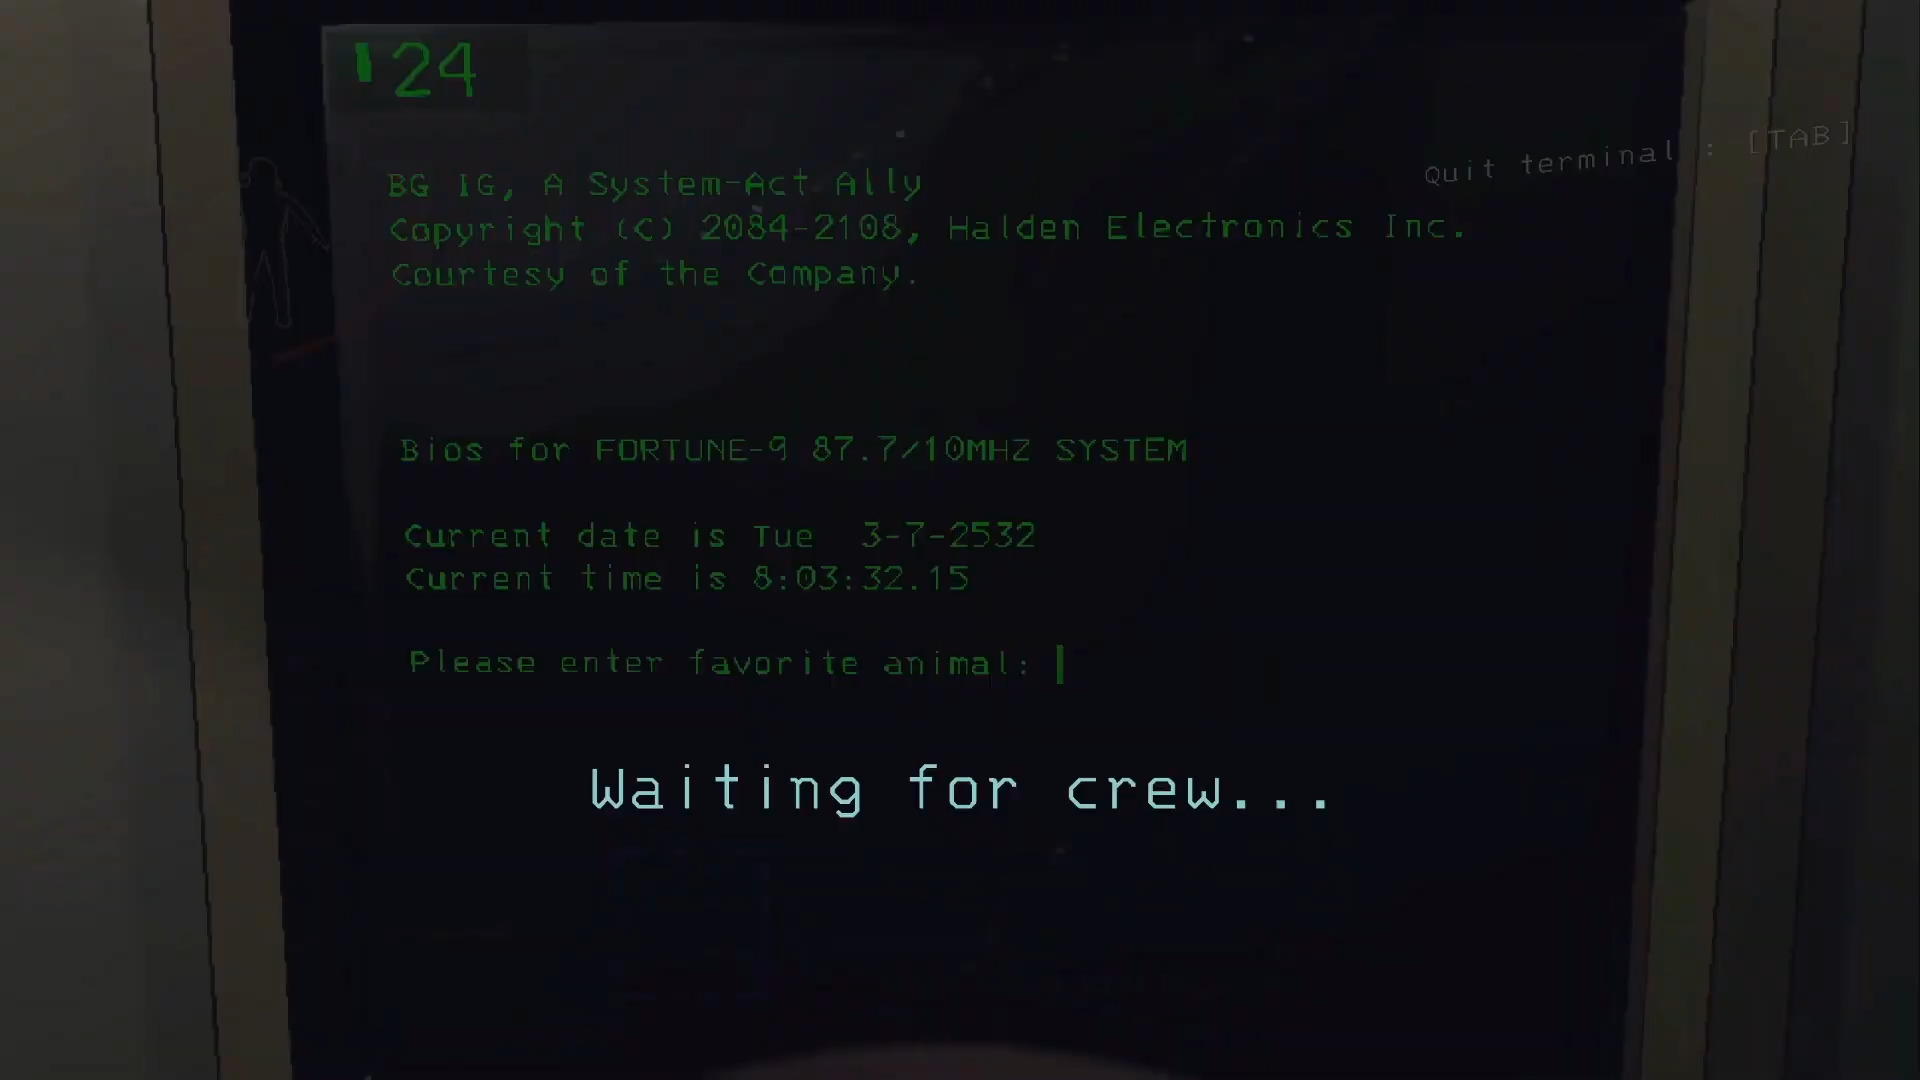 ▮24
BG IG, A System-Act Ally
Quit terminal : [TAB]
Copyright (C) 2084-2108, Halden Electronics Inc.
Courtesy of the Company.
Bios for FORTUNE-9 87.7/10MHZ SYSTEM
Current date is Tue  3-7-2532
Current time is 8:03:32.15
Please enter favorite animal:
Waiting for crew...